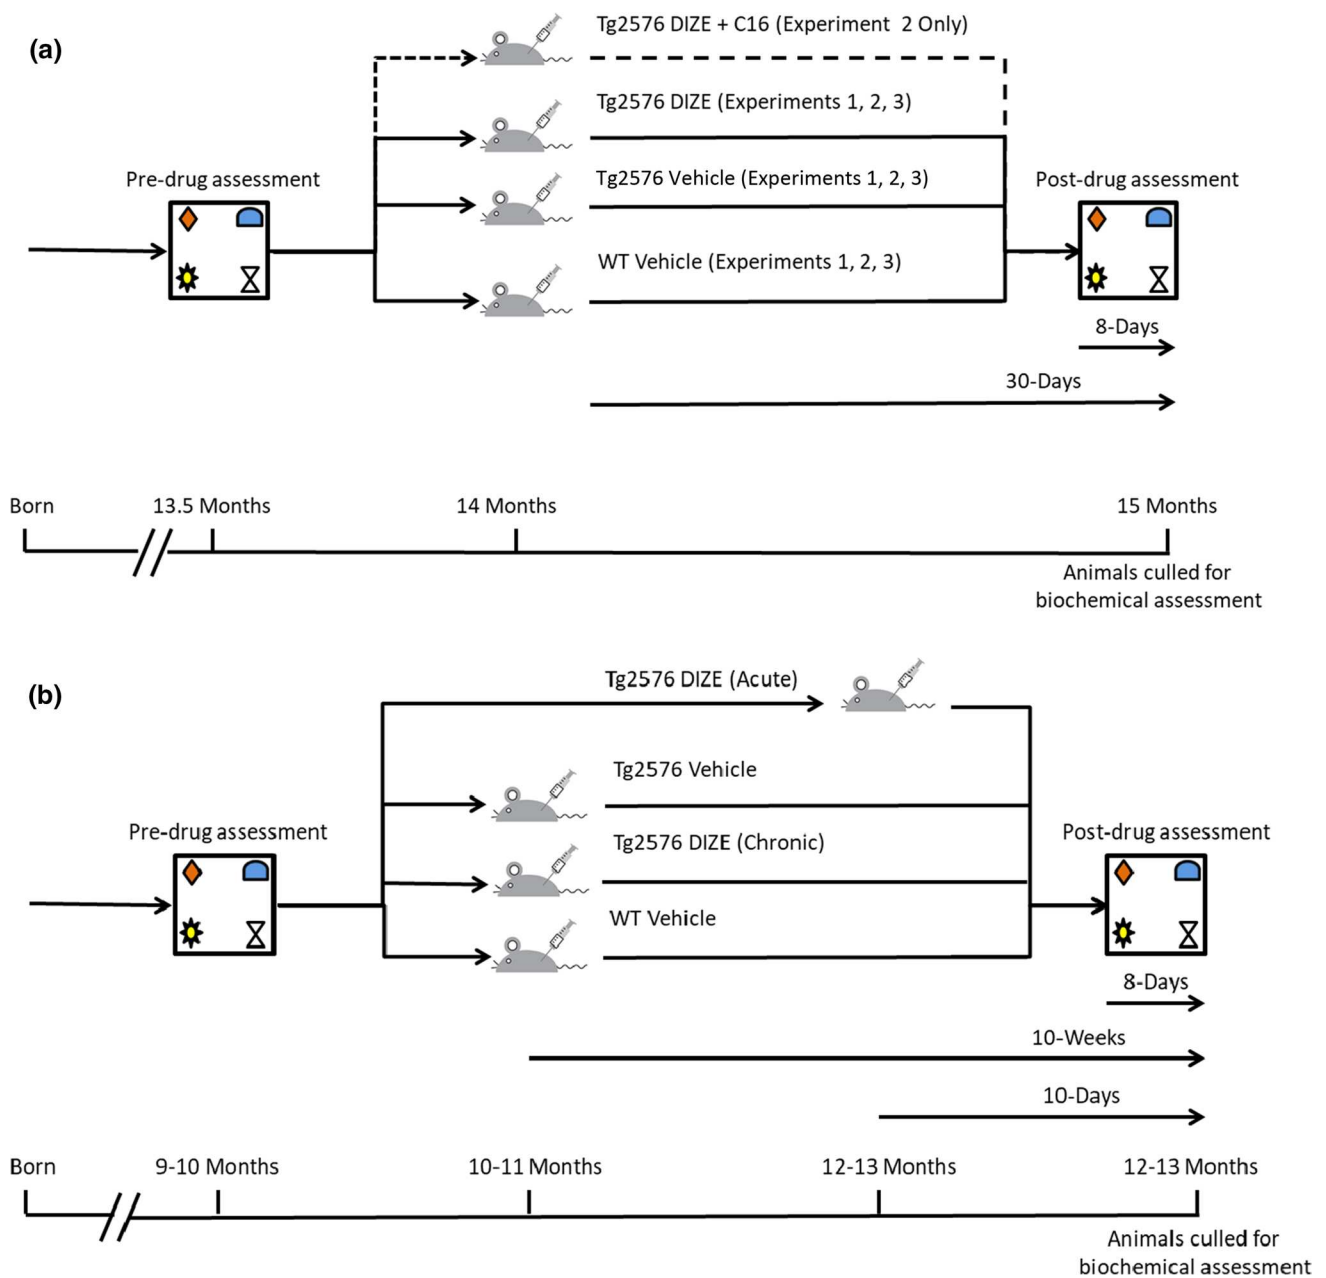 (a)
Tg2576 DIZE + C16 (Experiment 2 Only)
Tg2576 DIZE (Experiments 1, 2, 3)
Pre-drug assessment
Tg2576 Vehicle (Experiments 1, 2, 3)
Post-drug assessment
WT Vehicle (Experiments 1, 2, 3)
8-Days
30-Days
Born
13.5 Months
14 Months
15 Months
Animals culled for
biochemical assessment
(b)
Tg2576 DIZE (Acute)
Tg2576 Vehicle
Pre-drug assessment
Tg2576 DIZE (Chronic)
Post-drug assessment
WT Vehicle
8-Days
10-Weeks
10-Days
Born
9-10 Months
10-11 Months
12-13 Months
12-13 Months
Animals culled for
biochemical assessment